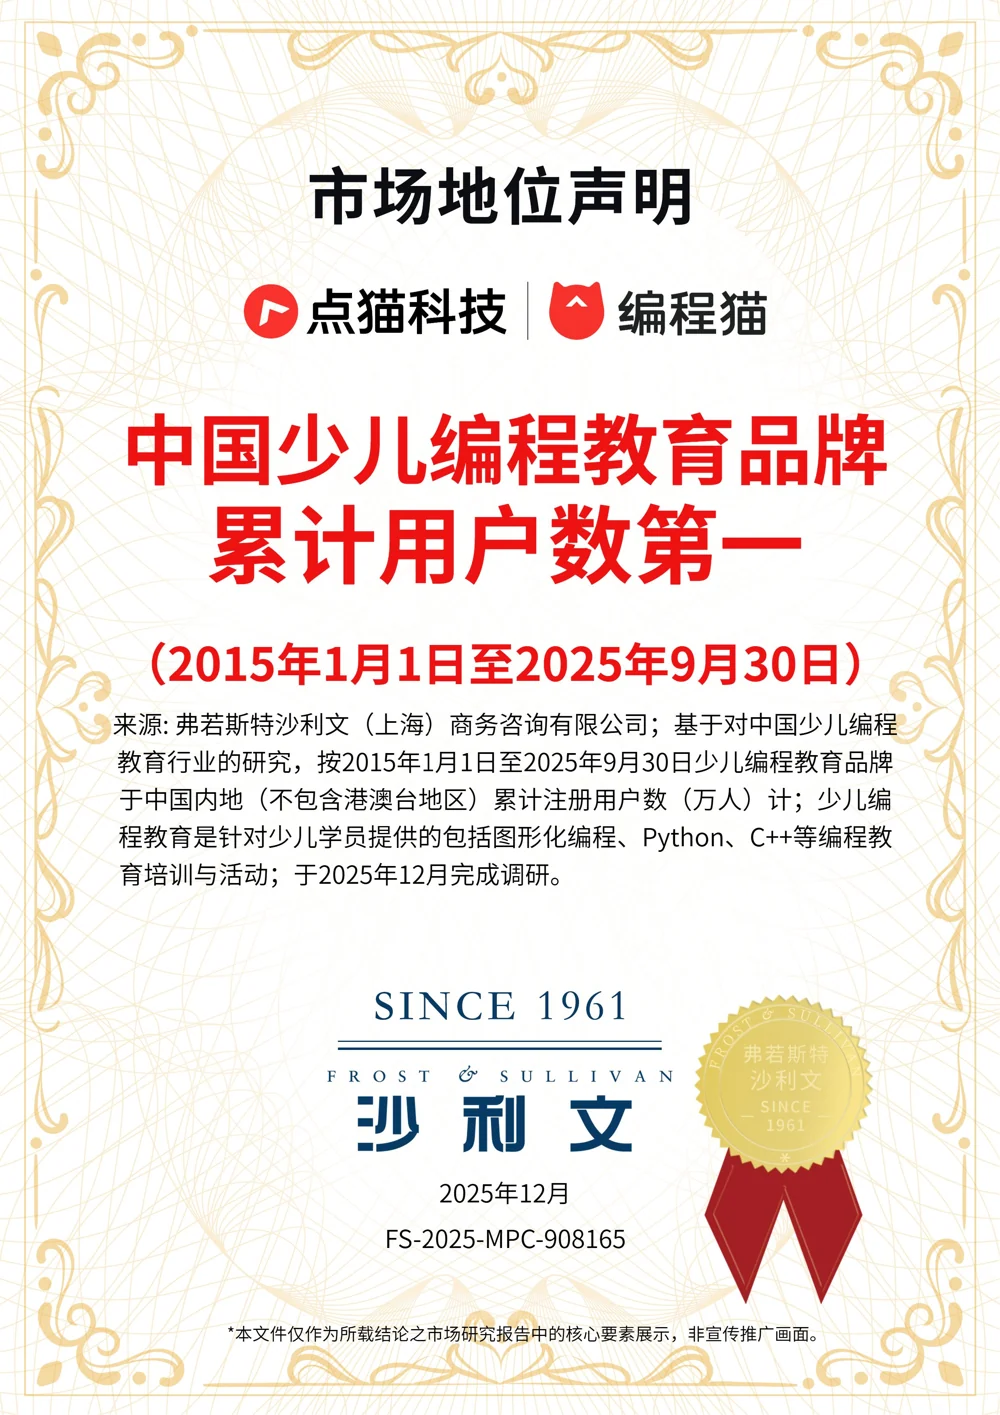 市场地位声明
点猫科技 编程猫
中国少儿编程教育品牌
累计用户数第一
（2015年1月1日至2025年9月30日）
来源: 弗若斯特沙利文（上海）商务咨询有限公司；基于对中国少儿编程
教育行业的研究，按2015年1月1日至2025年9月30日少儿编程教育品牌
于中国内地（不包含港澳台地区）累计注册用户数（万人）计；少儿编
程教育是针对少儿学员提供的包括图形化编程、Python、C++等编程教
育培训与活动；于2025年12月完成调研。
SINCE 1961
FROST & SULLIVAN
沙利文
2025年12月
FS-2025-MPC-908165
FROST & SULLIVAN
弗若斯特
沙利文
SINCE
1961
*本文件仅作为所载结论之市场研究报告中的核心要素展示，非宣传推广画面。